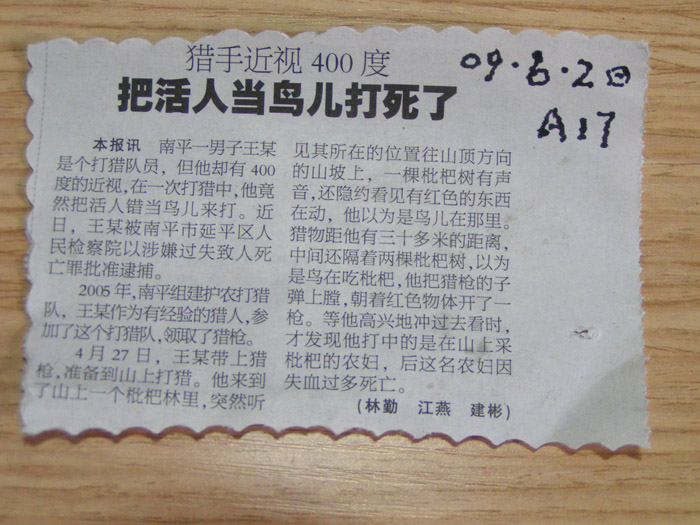 猎手近视 400 度
把活人当鸟儿打死了
09·6·2日
A17
本报讯 南平一男子王某
是个打猎队员，但他却有 400
度的近视，在一次打猎中，他竟
然把活人错当鸟儿来打。近
日，王某被南平市延平区人
民检察院以涉嫌过失致人死
亡罪批准逮捕。
2005 年，南平组建护农打猎
队，王某作为有经验的猎人，参
加了这个打猎队，领取了猎枪。
4 月 27 日，王某带上猎
枪，准备到山上打猎。他来到
了山上一个枇杷林里，突然听
见其所在的位置往山顶方向
的山坡上，一棵枇杷树有声
音，还隐约看见有红色的东西
在动，他以为是鸟儿在那里。
猎物距他有三十多米的距离，
中间还隔着两棵枇杷树，以为
是鸟在吃枇杷，他把猎枪的子
弹上膛，朝着红色物体开了一
枪。等他高兴地冲过去看时，
才发现他打中的是在山上采
枇杷的农妇，后这名农妇因
失血过多死亡。
（林勤 江燕 建彬）